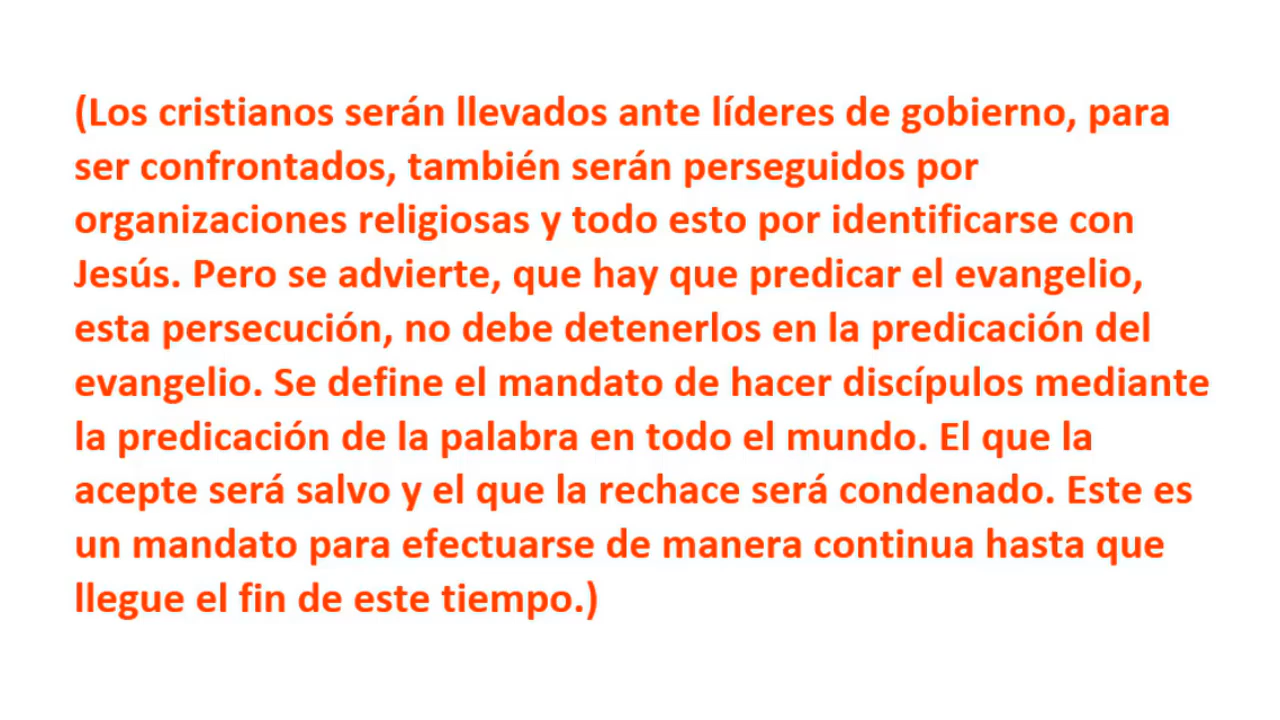 (Los cristianos serán llevados ante líderes de gobierno, para
ser confrontados, también serán perseguidos por
organizaciones religiosas y todo esto por identificarse con
Jesús. Pero se advierte, que hay que predicar el evangelio,
esta persecución, no debe detenerlos en la predicación del
evangelio. Se define el mandato de hacer discípulos mediante
la predicación de la palabra en todo el mundo. El que la
acepte será salvo y el que la rechace será condenado. Este es
un mandato para efectuarse de manera continua hasta que
llegue el fin de este tiempo.)